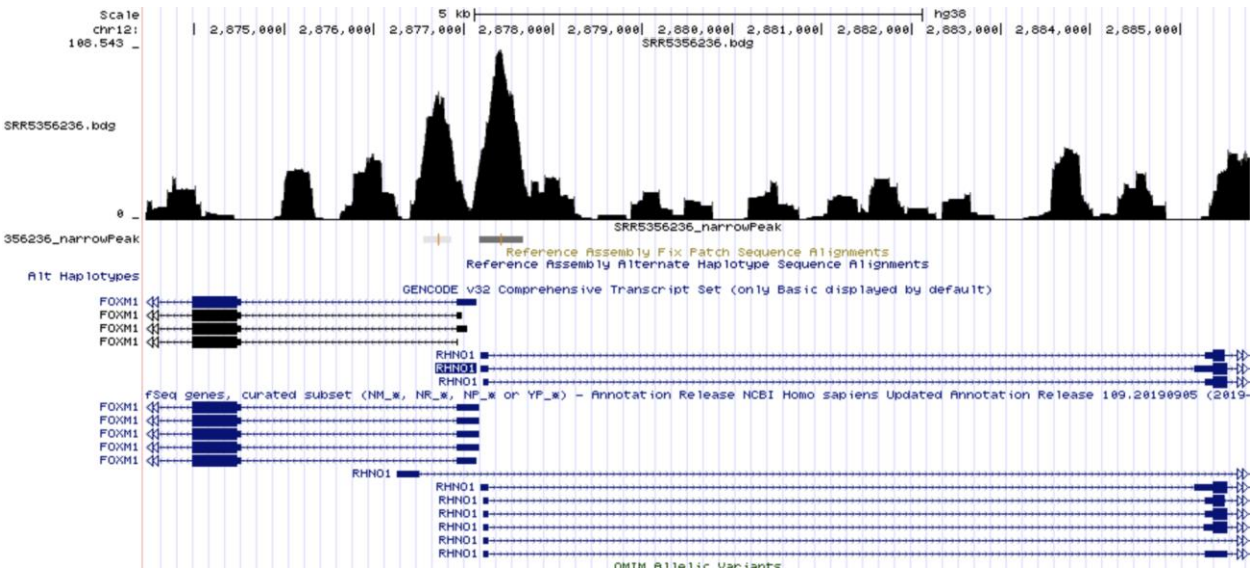 Scale 5 kb hg38
chr12: 2,875,000 2,876,000 2,877,000 2,878,000 2,879,000 2,880,000 2,881,000 2,882,000 2,883,000 2,884,000 2,885,000
108.543 _ SRR5356236.bdg
SRR5356236.bdg
0 _
SRR5356236_narrowPeak
356236_narrowPeak
Reference Assembly Fix Patch Sequence Alignments
Reference Assembly Alternate Haplotype Sequence Alignments
Alt Haplotypes
GENCODE v32 Comprehensive Transcript Set (only Basic displayed by default)
FOXM1
FOXM1
FOXM1
FOXM1
RHNO1
RHNO1
RHNO1
fSeq genes, curated subset (NM_*, NR_*, NP_* or YP_*) - Annotation Release NCBI Homo sapiens Updated Annotation Release 109.20190905 (2019-
FOXM1
FOXM1
FOXM1
FOXM1
FOXM1
RHNO1
RHNO1
RHNO1
RHNO1
RHNO1
RHNO1
RHNO1
OMIM Allelic Variants